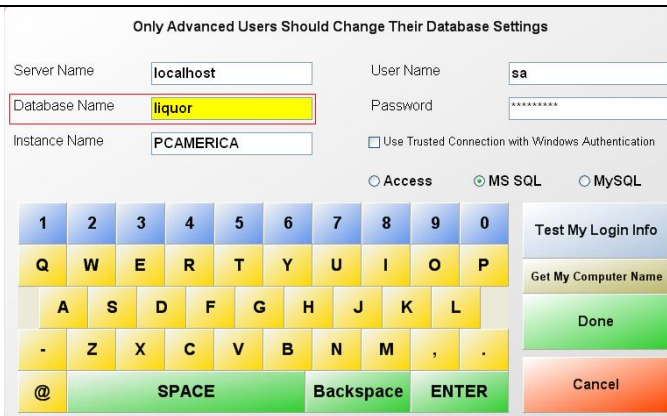 Only Advanced Users Should Change Their Database Settings
Server Name localhost User Name sa
Database Name liquor Password *********
Instance Name PCAMERICA Use Trusted Connection with Windows Authentication
Access MS SQL MySQL
1 2 3 4 5 6 7 8 9 0 Test My Login Info
Q W E R T Y U I O P Get My Computer Name
A S D F G H J K L Done
- Z X C V B N M , .
@ SPACE Backspace ENTER Cancel